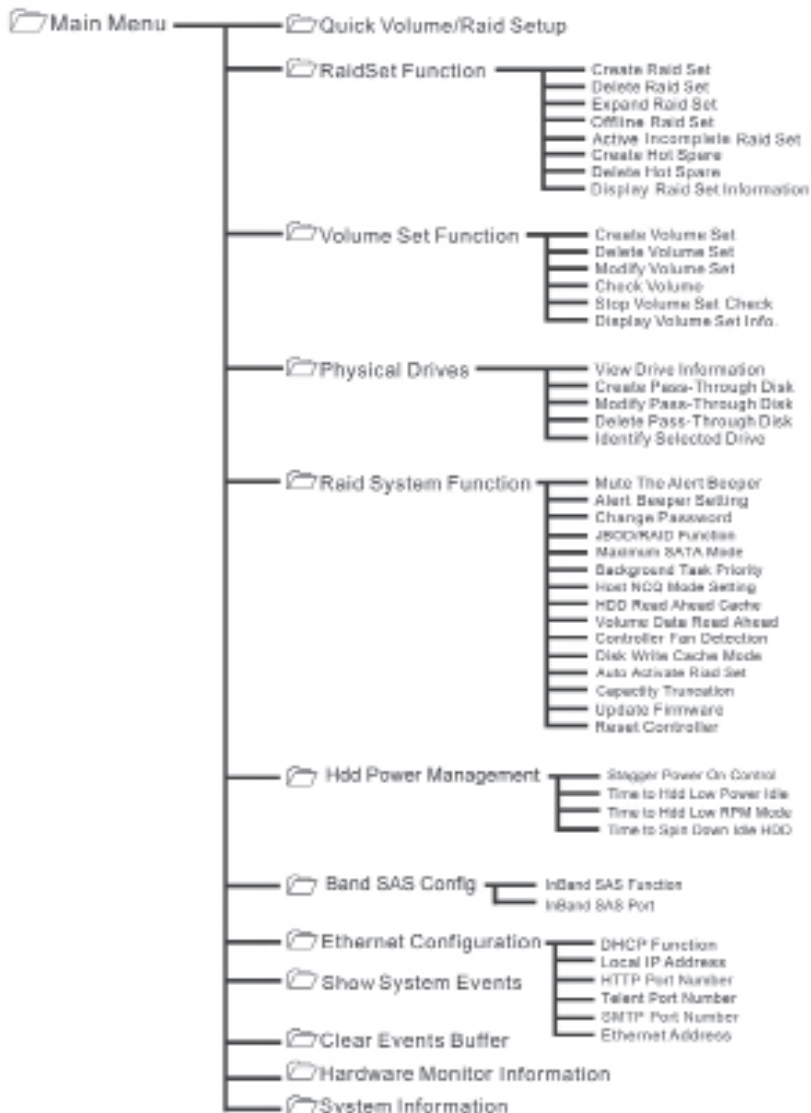 Main Menu
Quick Volume/Raid Setup
RaidSet Function
Create Raid Set
Delete Raid Set
Expand Raid Set
Offline Raid Set
Active Incomplete Raid Set
Create Hot Spare
Delete Hot Spare
Display Raid Set Information
Volume Set Function
Create Volume Set
Delete Volume Set
Modify Volume Set
Check Volume
Stop Volume Set Check
Display Volume Set Info.
Physical Drives
View Drive Information
Create Pass-Through Disk
Modify Pass-Through Disk
Delete Pass-Through Disk
Identify Selected Drive
Raid System Function
Mute The Alert Beeper
Alert Beeper Setting
Change Password
JBOD/RAID Function
Maximum SATA Mode
Background Task Priority
Host NCQ Mode Setting
HDD Read Ahead Cache
Volume Data Read Ahead
Controller Fan Detection
Disk Write Cache Mode
Auto Activate Riad Set
Capacity Truncation
Update Firmware
Reset Controller
Hdd Power Management
Stagger Power On Control
Time to Hdd Low Power Idle
Time to Hdd Low RPM Mode
Time to Spin Down Idle HDD
Band SAS Config
InBand SAS Function
InBand SAS Port
Ethernet Configuration
DHCP Function
Local IP Address
HTTP Port Number
Telent Port Number
SMTP Port Number
Ethernet Address
Show System Events
Clear Events Buffer
Hardware Monitor Information
System Information